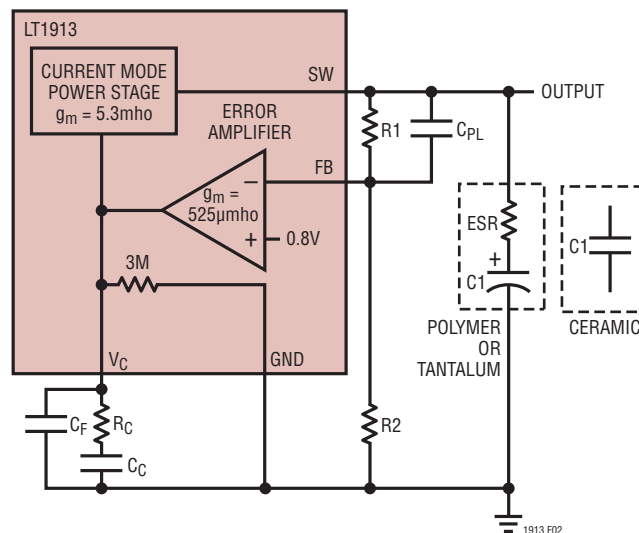 LT1913
CURRENT MODE
POWER STAGE
gm = 5.3mho
SW
OUTPUT
ERROR
AMPLIFIER
R1
CPL
FB
gm =
525µmho
−
+
0.8V
ESR
+
C1
C1
3M
POLYMER
OR
TANTALUM
CERAMIC
VC
GND
CF
RC
CC
R2
1913 F02